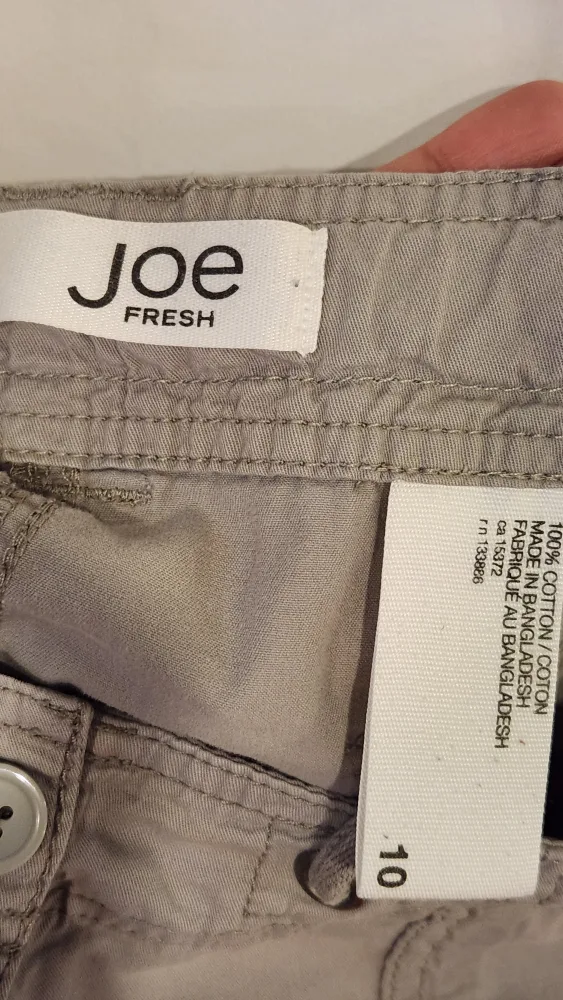 Joe
FRESH
100% COTTON / COTON
MADE IN BANGLADESH
FABRIQUÉ AU BANGLADESH
ca 15372
rn 133886
10